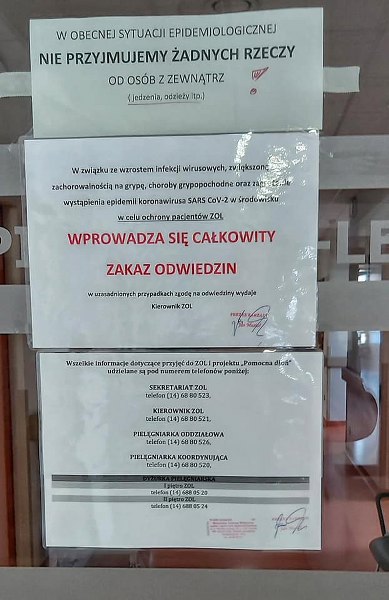 W OBECNEJ SYTUACJI EPIDEMIOLOGICZNEJ
NIE PRZYJMUJEMY ŻADNYCH RZECZY
OD OSÓB Z ZEWNĄTRZ
( jedzenia, odzieży itp.)
W związku ze wzrostem infekcji wirusowych, zwiększoną
zachorowalnością na grypę, choroby grypopochodne oraz zagrożenie
wystąpienia epidemii koronawirusa SARS CoV-2 w środowisku
w celu ochrony pacjentów ZOL
WPROWADZA SIĘ CAŁKOWITY
ZAKAZ ODWIEDZIN
w uzasadnionych przypadkach zgodę na odwiedziny wydaje
Kierownik ZOL
Wszelkie informacje dotyczące przyjęć do ZOL i projektu „Pomocna dłoń"
udzielane są pod numerem telefonów poniżej:
SEKRETARIAT ZOL
telefon (14) 68 80 523,
KIEROWNIK ZOL
telefon (14) 68 80 521,
PIELĘGNIARKA ODDZIAŁOWA
telefon (14) 68 80 526,
PIELĘGNIARKA KOORDYNUJĄCA
telefon (14) 68 80 520,
DYŻURKA PIELĘGNIARSKA
I piętro ZOL
telefon (14) 688 05 20
II piętro ZOL
telefon (14) 688 05 24